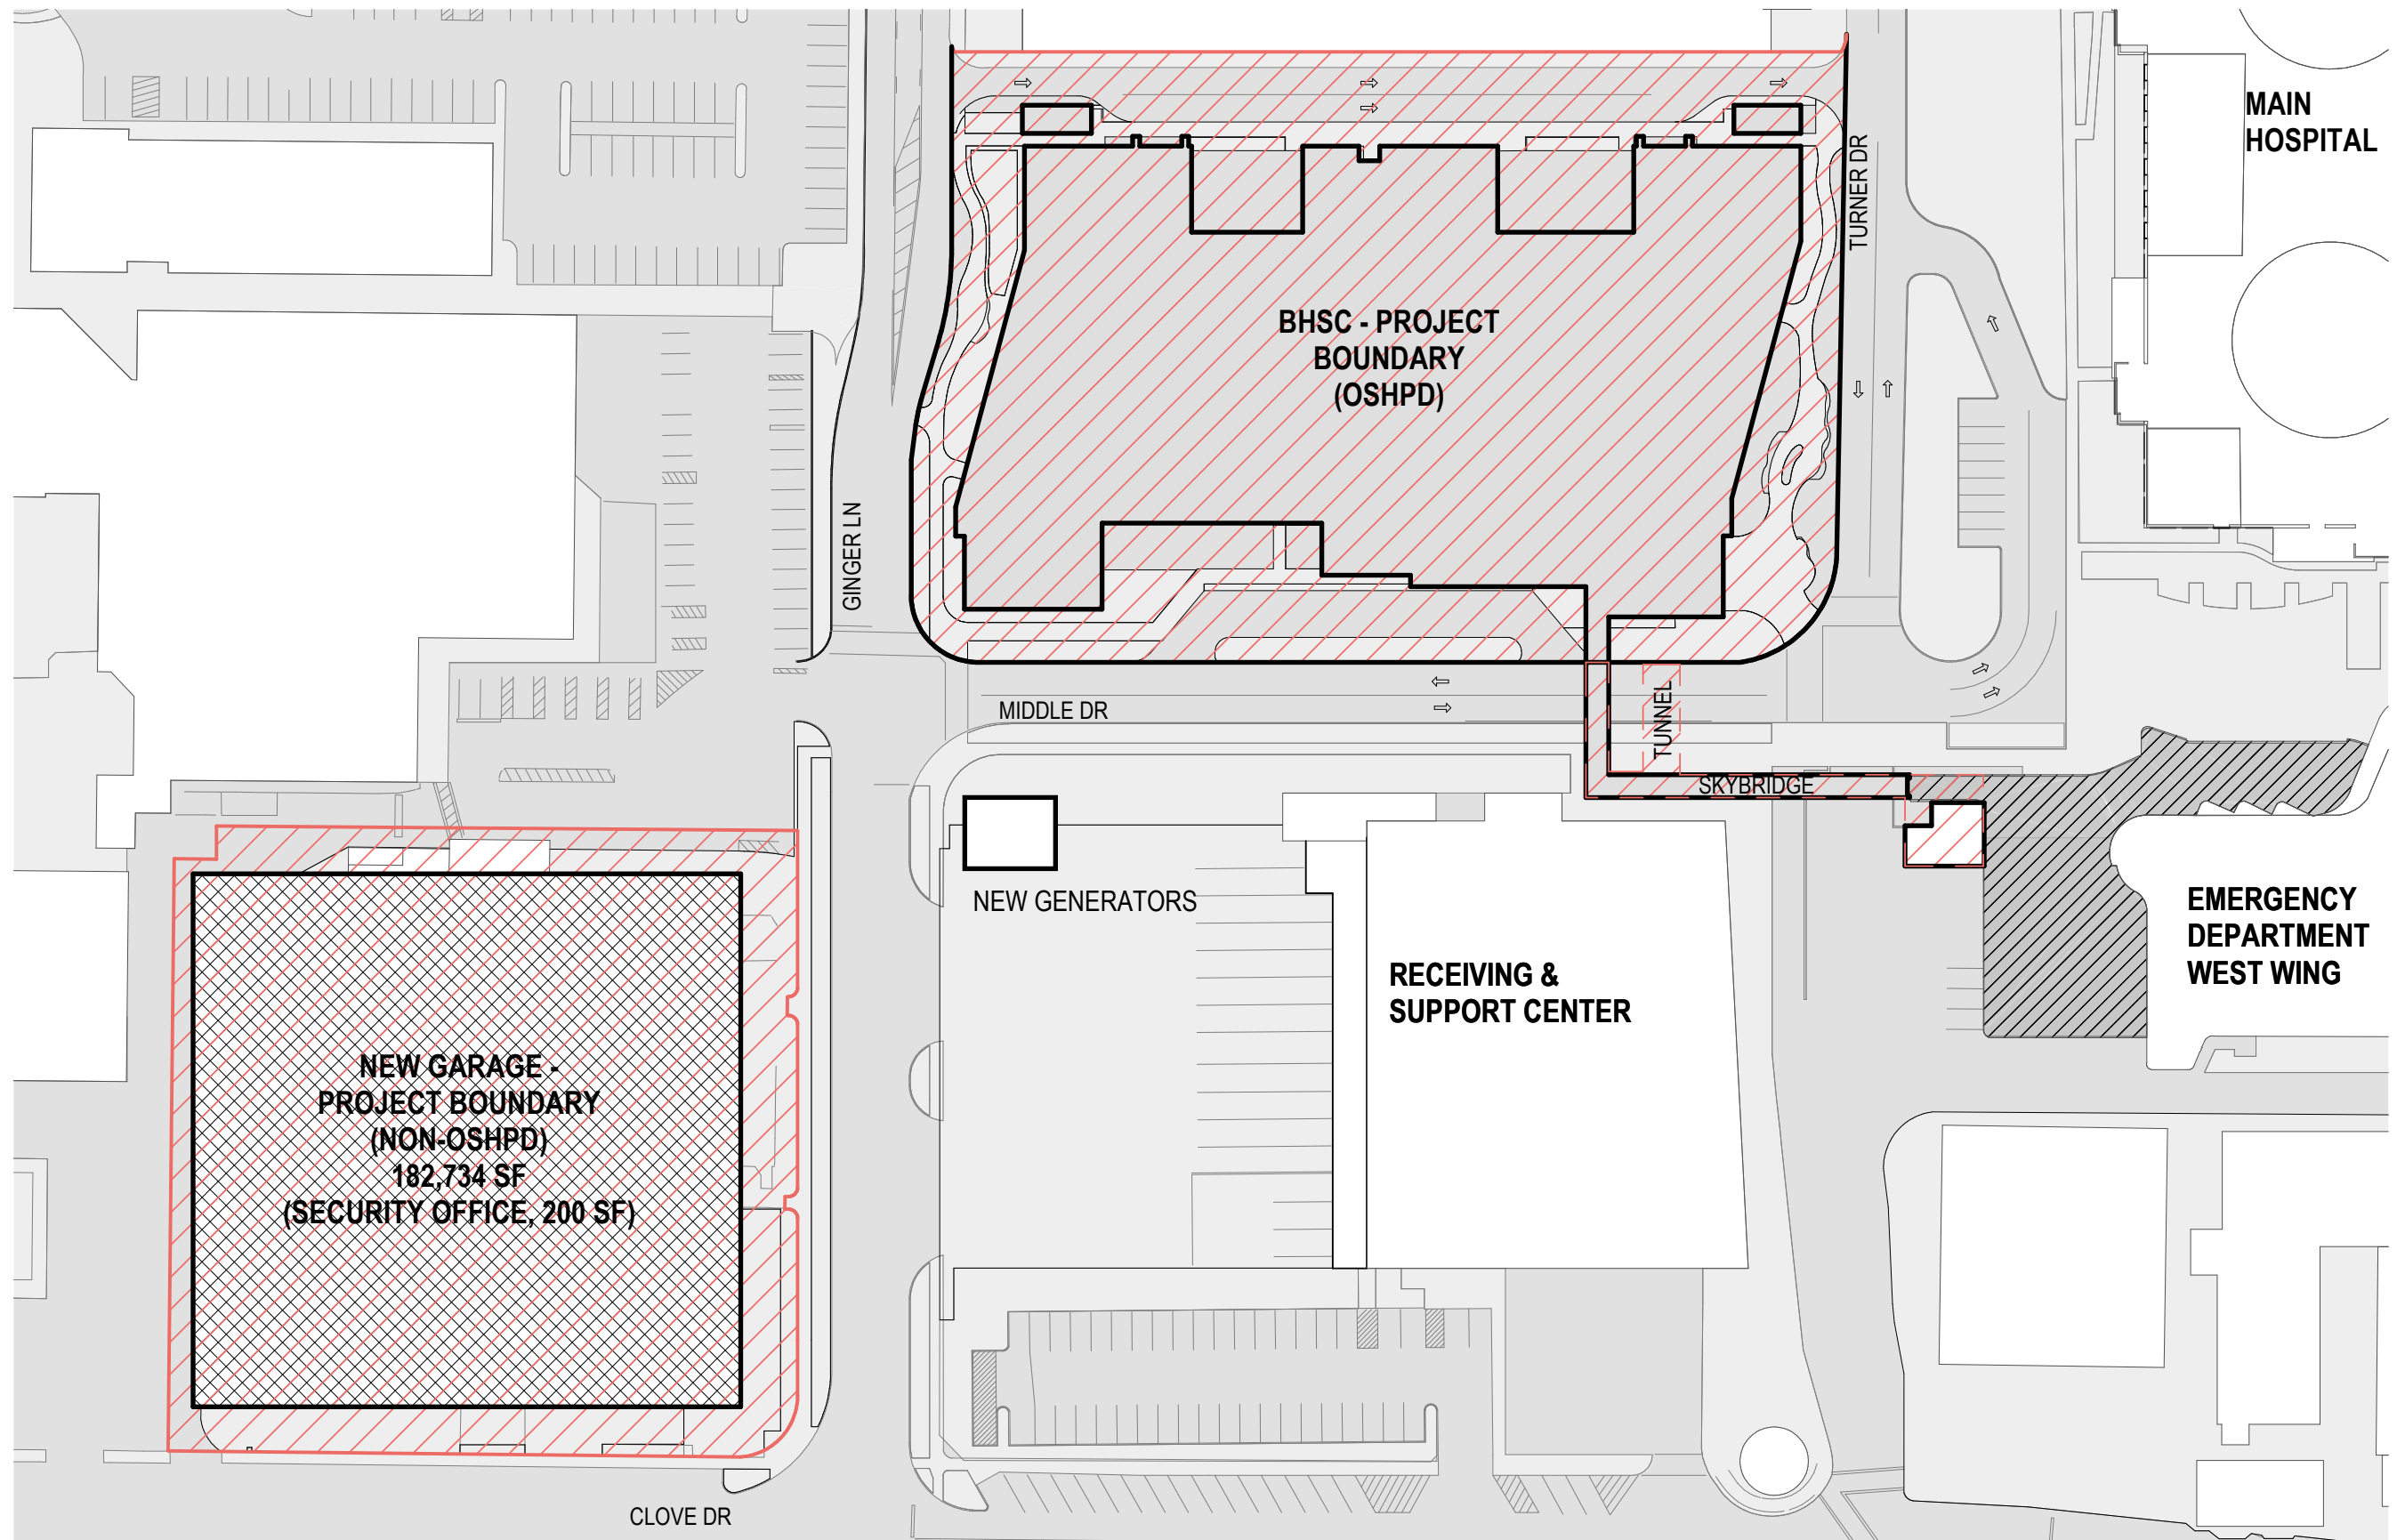 MAIN
HOSPITAL
TURNER DR
BHSC - PROJECT
BOUNDARY
(OSHPD)
GINGER LN
MIDDLE DR
TUNNEL
SKYBRIDGE
NEW GENERATORS
EMERGENCY
DEPARTMENT
WEST WING
RECEIVING &
SUPPORT CENTER
NEW GARAGE -
PROJECT BOUNDARY
(NON-OSHPD)
182,734 SF
(SECURITY OFFICE, 200 SF)
CLOVE DR